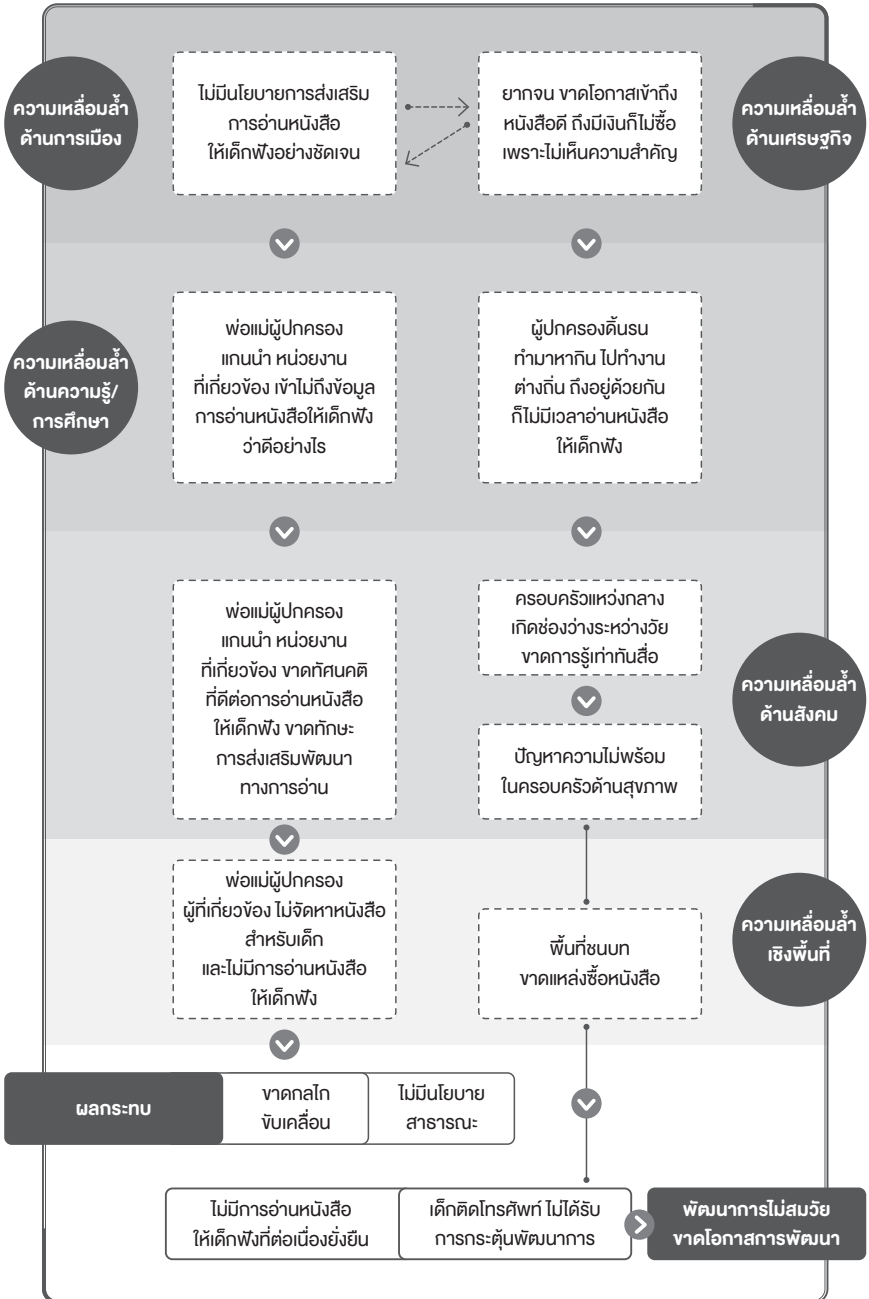 ความเหลื่อมล้ำ
ด้านการเมือง
ไม่มีนโยบายการส่งเสริม
การอ่านหนังสือ
ให้เด็กฟังอย่างชัดเจน
ยากจน ขาดโอกาสเข้าถึง
หนังสือดี ถึงมีเงินก็ไม่ซื้อ
เพราะไม่เห็นความสำคัญ
ความเหลื่อมล้ำ
ด้านเศรษฐกิจ
ความเหลื่อมล้ำ
ด้านความรู้/
การศึกษา
พ่อแม่ผู้ปกครอง
แกนนำ หน่วยงาน
ที่เกี่ยวข้อง เข้าไม่ถึงข้อมูล
การอ่านหนังสือให้เด็กฟัง
ว่าดีอย่างไร
ผู้ปกครองดิ้นรน
ทำมาหากิน ไปทำงาน
ต่างถิ่น ถึงอยู่ด้วยกัน
ก็ไม่มีเวลาอ่านหนังสือ
ให้เด็กฟัง
พ่อแม่ผู้ปกครอง
แกนนำ หน่วยงาน
ที่เกี่ยวข้อง ขาดทัศนคติ
ที่ดีต่อการอ่านหนังสือ
ให้เด็กฟัง ขาดทักษะ
การส่งเสริมพัฒนา
ทางการอ่าน
ครอบครัวแหว่งกลาง
เกิดช่องว่างระหว่างวัย
ขาดการรู้เท่าทันสื่อ
ปัญหาความไม่พร้อม
ในครอบครัวด้านสุขภาพ
ความเหลื่อมล้ำ
ด้านสังคม
พ่อแม่ผู้ปกครอง
ผู้ที่เกี่ยวข้อง ไม่จัดหาหนังสือ
สำหรับเด็ก
และไม่มีการอ่านหนังสือ
ให้เด็กฟัง
พื้นที่ชนบท
ขาดแหล่งซื้อหนังสือ
ความเหลื่อมล้ำ
เชิงพื้นที่
ผลกระทบ
ขาดกลไก
ขับเคลื่อน
ไม่มีนโยบาย
สาธารณะ
ไม่มีการอ่านหนังสือ
ให้เด็กฟังที่ต่อเนื่องยั่งยืน
เด็กติดโทรศัพท์ ไม่ได้รับ
การกระตุ้นพัฒนาการ
พัฒนาการไม่สมวัย
ขาดโอกาสการพัฒนา